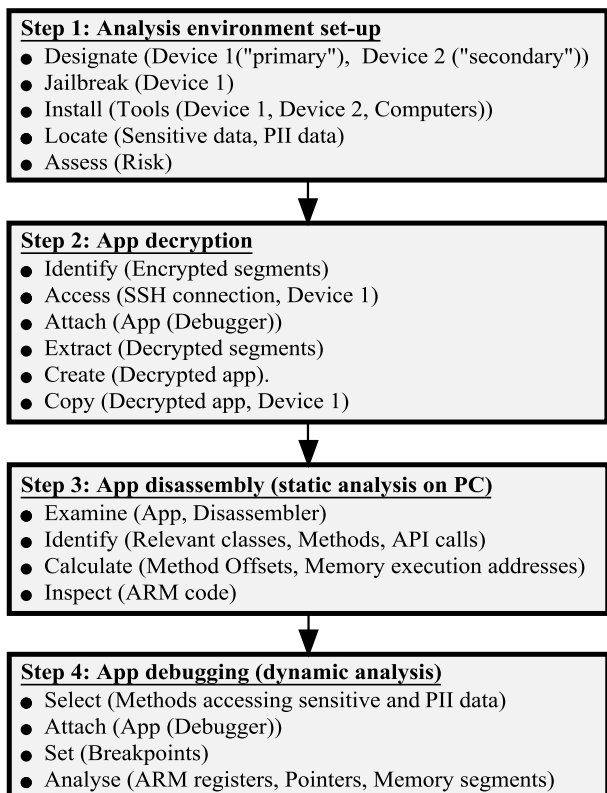 Step 1: Analysis environment set-up
● Designate (Device 1("primary"), Device 2 ("secondary"))
● Jailbreak (Device 1)
● Install (Tools (Device 1, Device 2, Computers))
● Locate (Sensitive data, PII data)
● Assess (Risk)
Step 2: App decryption
● Identify (Encrypted segments)
● Access (SSH connection, Device 1)
● Attach (App (Debugger))
● Extract (Decrypted segments)
● Create (Decrypted app).
● Copy (Decrypted app, Device 1)
Step 3: App disassembly (static analysis on PC)
● Examine (App, Disassembler)
● Identify (Relevant classes, Methods, API calls)
● Calculate (Method Offsets, Memory execution addresses)
● Inspect (ARM code)
Step 4: App debugging (dynamic analysis)
● Select (Methods accessing sensitive and PII data)
● Attach (App (Debugger))
● Set (Breakpoints)
● Analyse (ARM registers, Pointers, Memory segments)